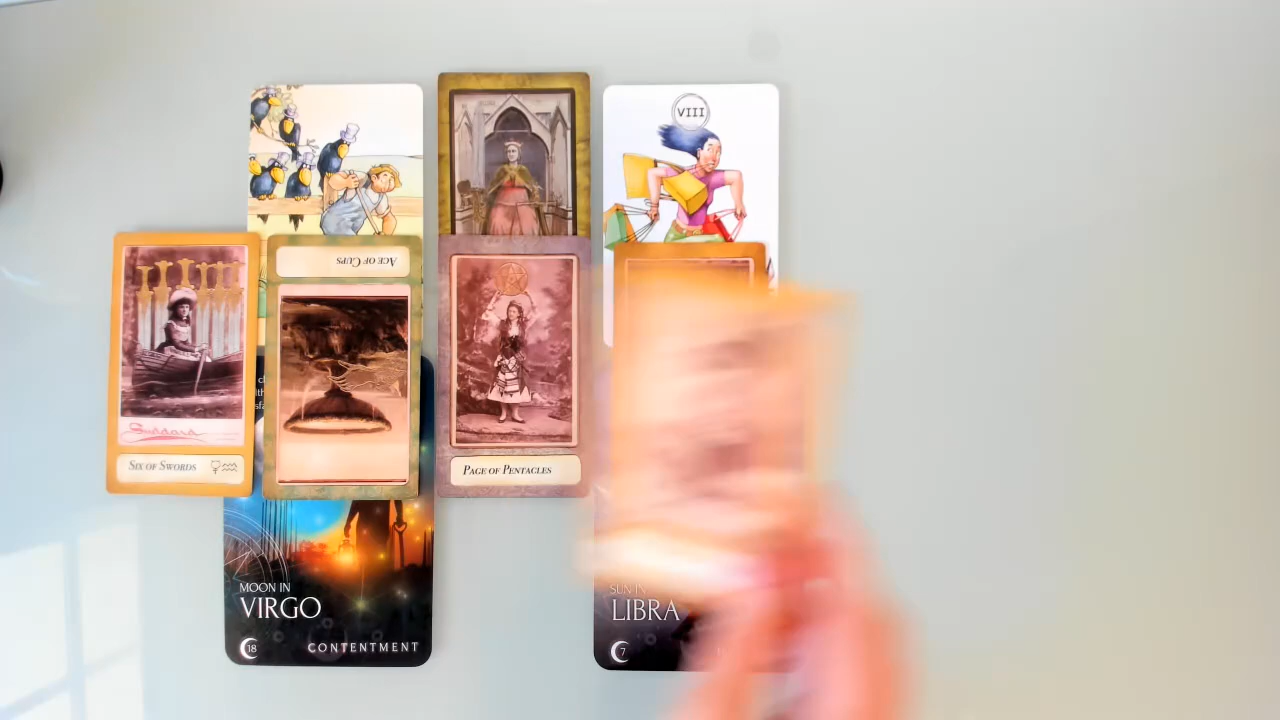 VIII
ACE OF CUPS
SIX OF SWORDS
PAGE OF PENTACLES
MOON IN
VIRGO
18
CONTENTMENT
SUN IN
LIBRA
7